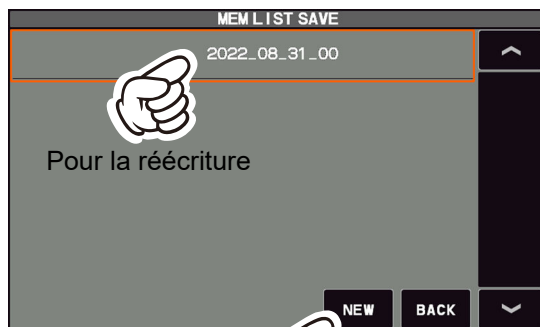 MEM LIST SAVE
2022_08_31_00
Pour la réécriture
NEW BACK